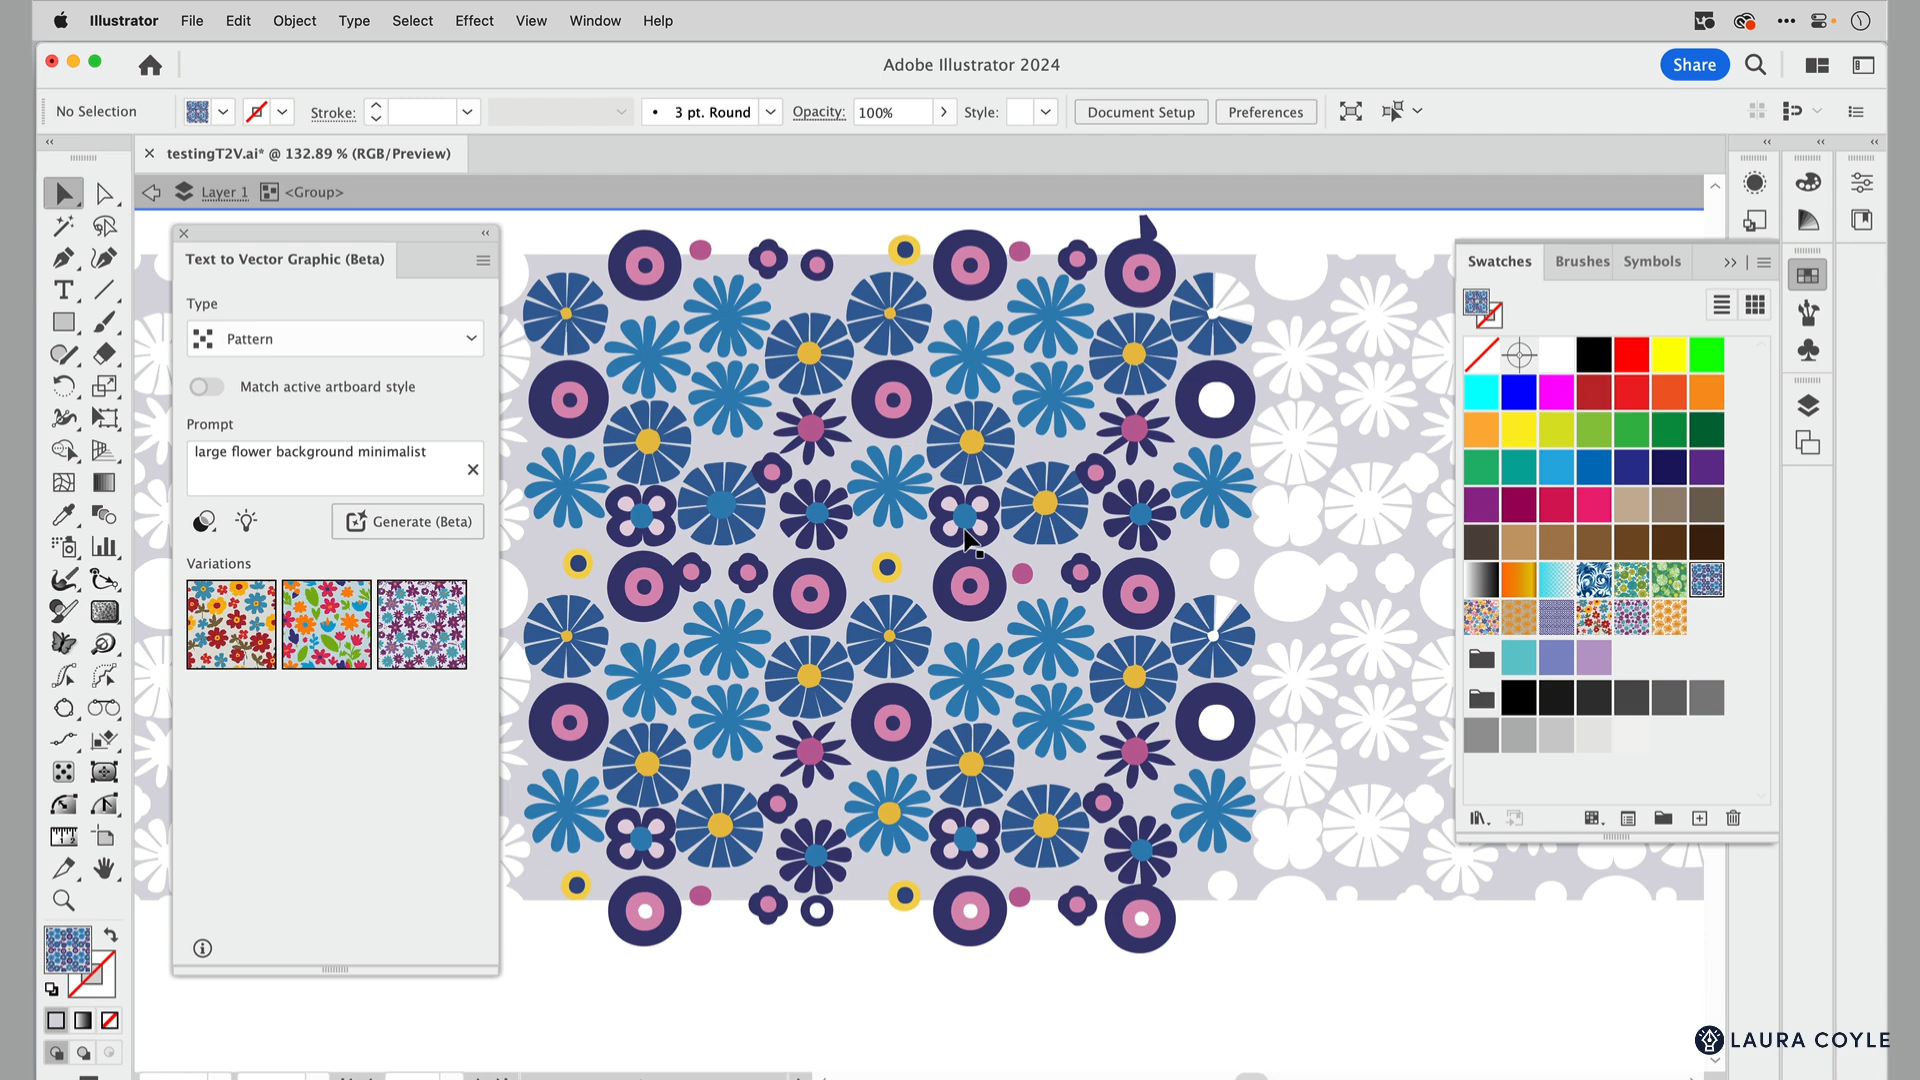 Illustrator File Edit Object Type Select Effect View Window Help
Adobe Illustrator 2024
Share
No Selection
Stroke:
3 pt. Round
Opacity: 100%
Style:
Document Setup
Preferences
testingT2V.ai* @ 132.89 % (RGB/Preview)
Layer 1 <Group>
Text to Vector Graphic (Beta)
Type
Pattern
Match active artboard style
Prompt
large flower background minimalist
Generate (Beta)
Variations
Swatches Brushes Symbols
LAURA COYLE